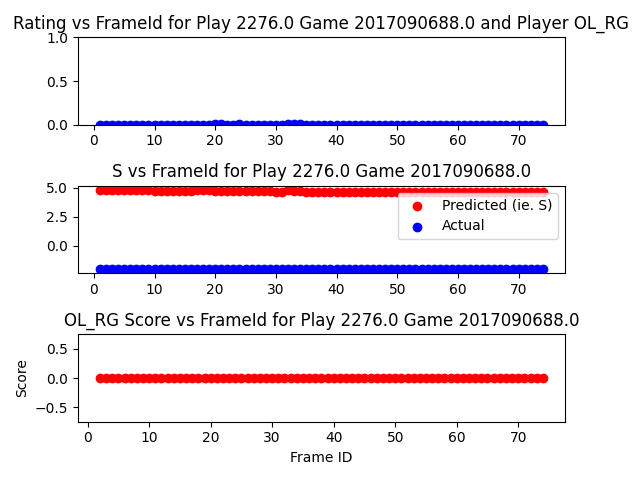 Rating vs FrameId for Play 2276.0 Game 2017090688.0 and Player OL_RG
1.0
0.5
0.0
0 10 20 30 40 50 60 70
S vs FrameId for Play 2276.0 Game 2017090688.0
5.0
2.5
0.0
Predicted (ie. S)
Actual
0 10 20 30 40 50 60 70
OL_RG Score vs FrameId for Play 2276.0 Game 2017090688.0
Score
0.5
0.0
−0.5
0 10 20 30 40 50 60 70
Frame ID